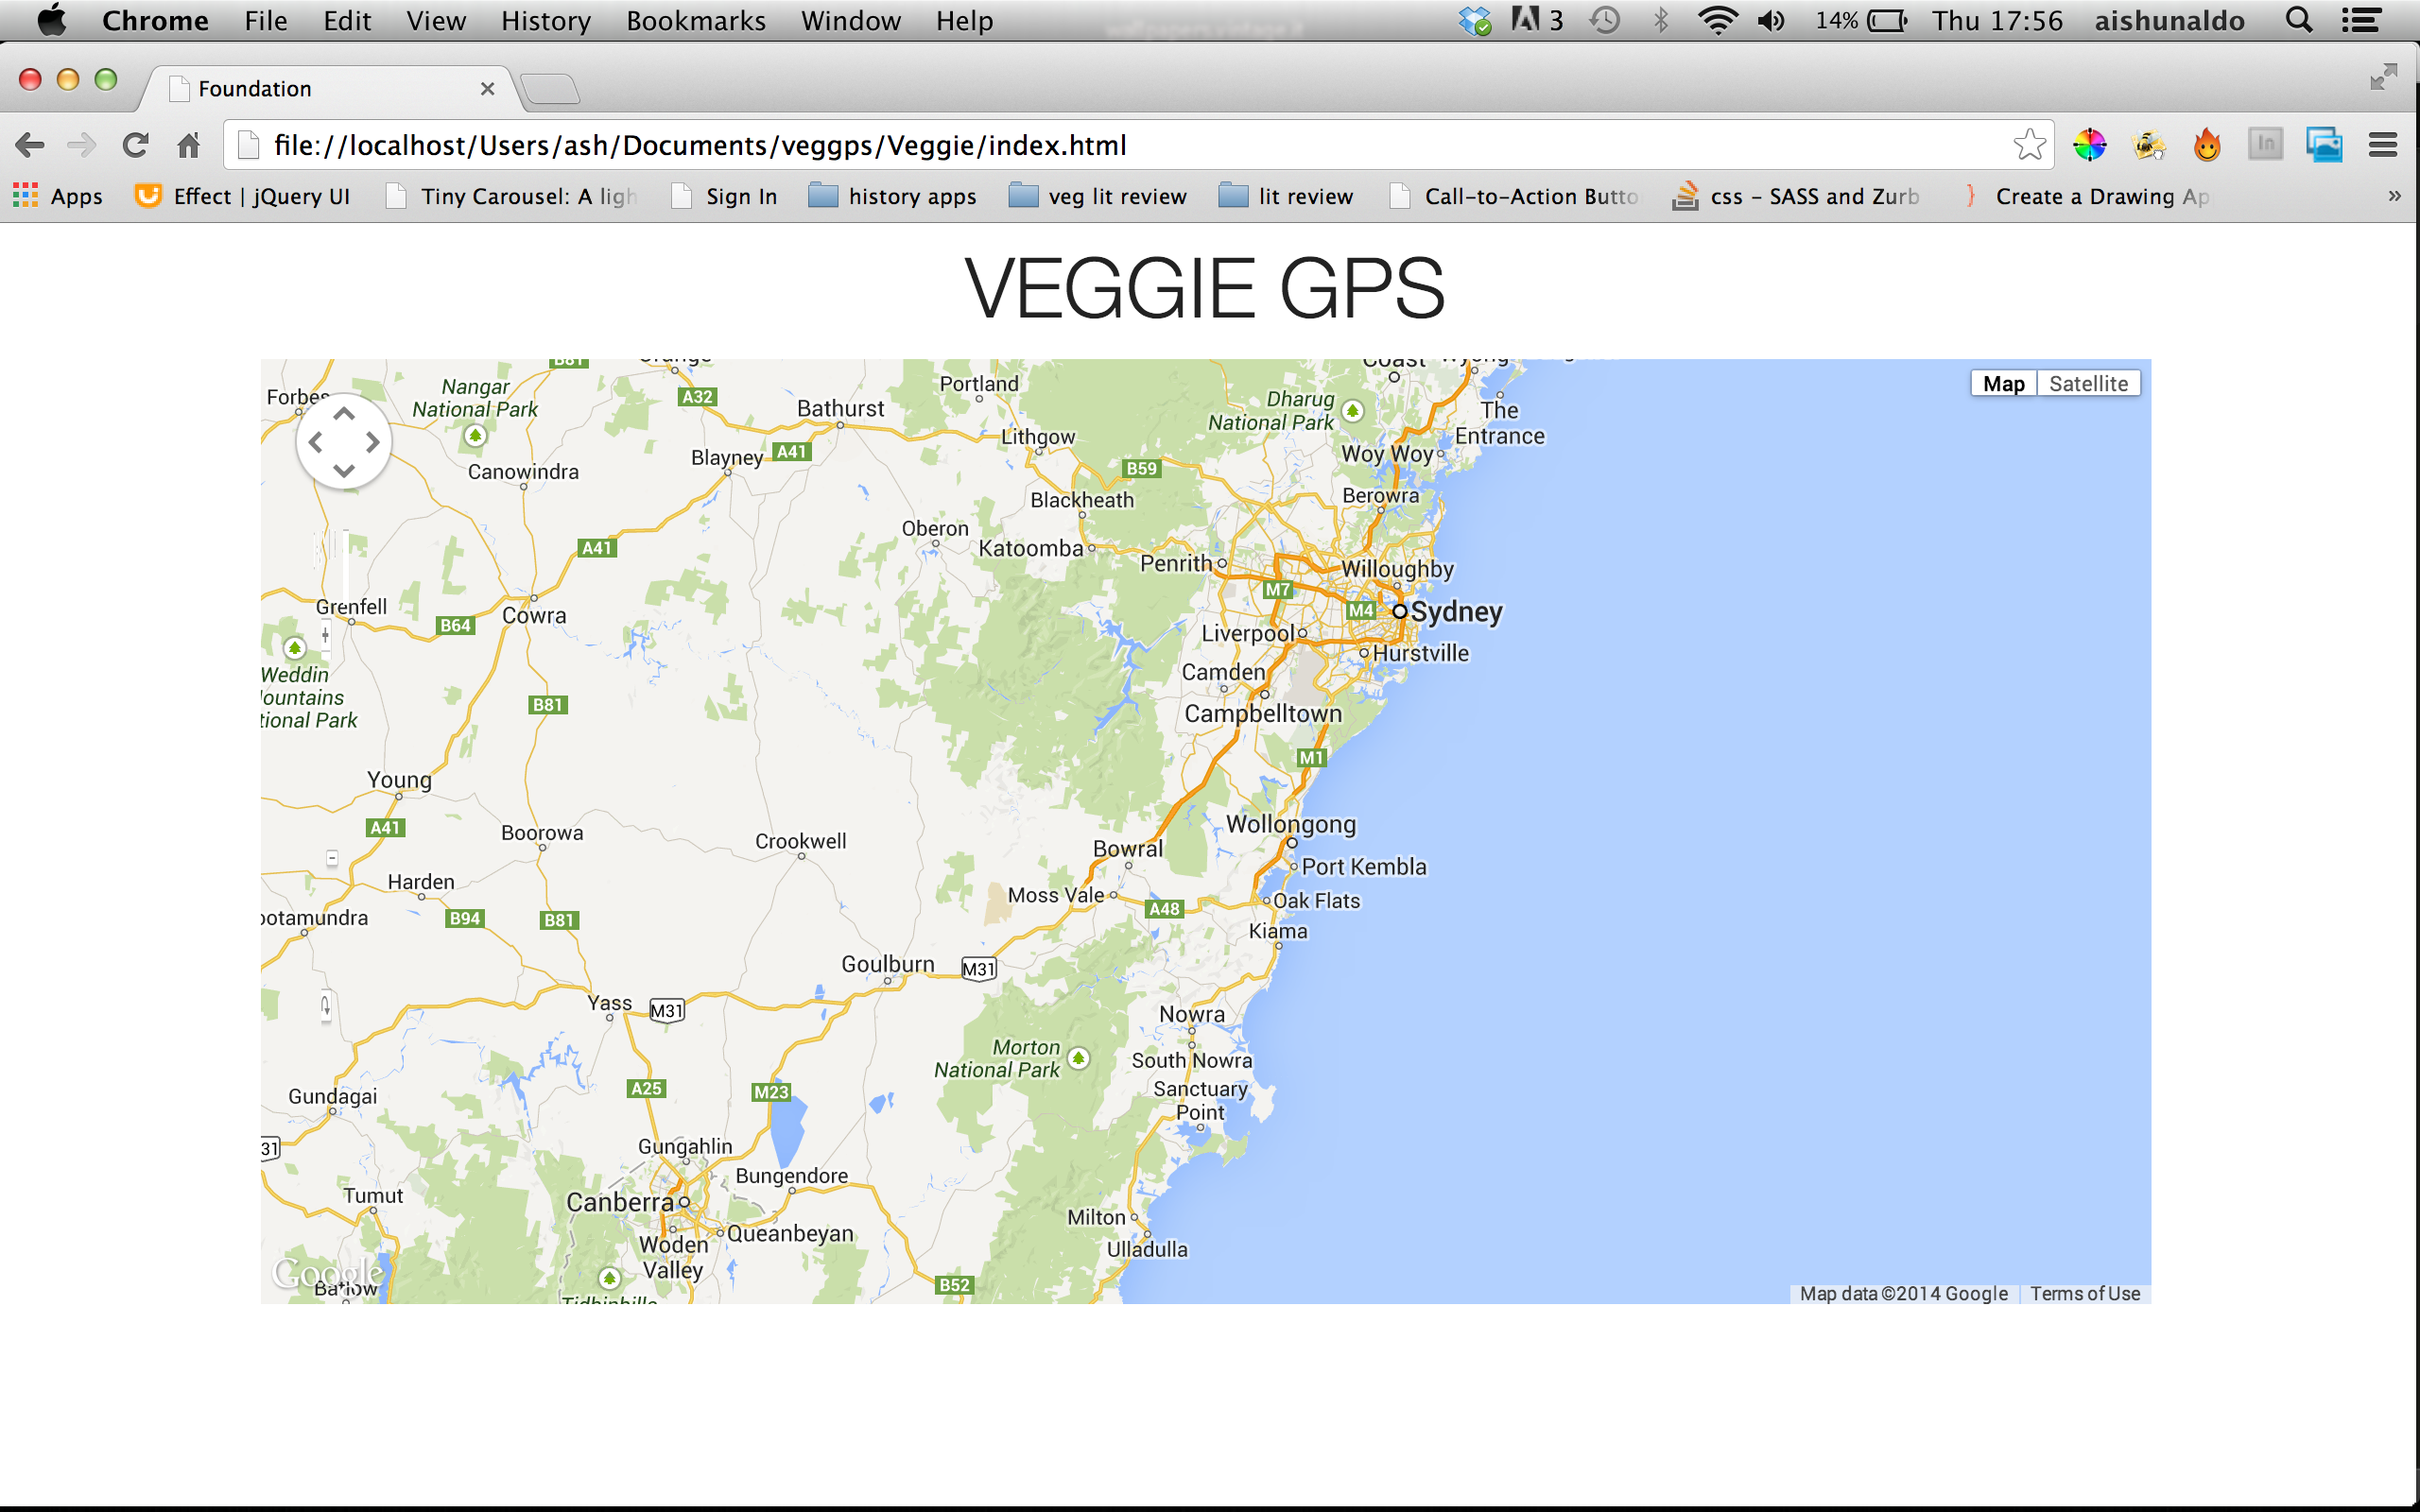 Chrome File Edit View History Bookmarks Window Help 3 14% Thu 17:56 aishunaldo
Foundation
file://localhost/Users/ash/Documents/veggps/Veggie/index.html
Apps Effect | jQuery UI Tiny Carousel: A ligh Sign In history apps veg lit review lit review Call-to-Action Butto css - SASS and Zurb Create a Drawing Ap »
VEGGIE GPS
Map Satellite
B81
Coast
Forbes
Nangar
National Park
A32
Portland
Bathurst
Dharug
National Park
The
Entrance
Lithgow
Woy Woy
Blayney
A41
B59
Canowindra
Blackheath
Berowra
Oberon
A41
Katoomba
Penrith
Willoughby
M7
Grenfell
Cowra
B64
M4
Sydney
Liverpool
Hurstville
Weddin
ountains
tional Park
Camden
B81
Campbelltown
M1
Young
A41
Boorowa
Crookwell
Wollongong
Bowral
Port Kembla
Harden
Moss Vale
Oak Flats
A48
ootamundra
B94
B81
Kiama
Goulburn
M31
Yass
M31
Nowra
Morton
National Park
South Nowra
Sanctuary
Point
A25
M23
Gundagai
31
Gungahlin
Bungendore
Tumut
Canberra
Milton
Queanbeyan
Woden
Valley
Ulladulla
Google
Batlow
B52
Map data ©2014 Google Terms of Use